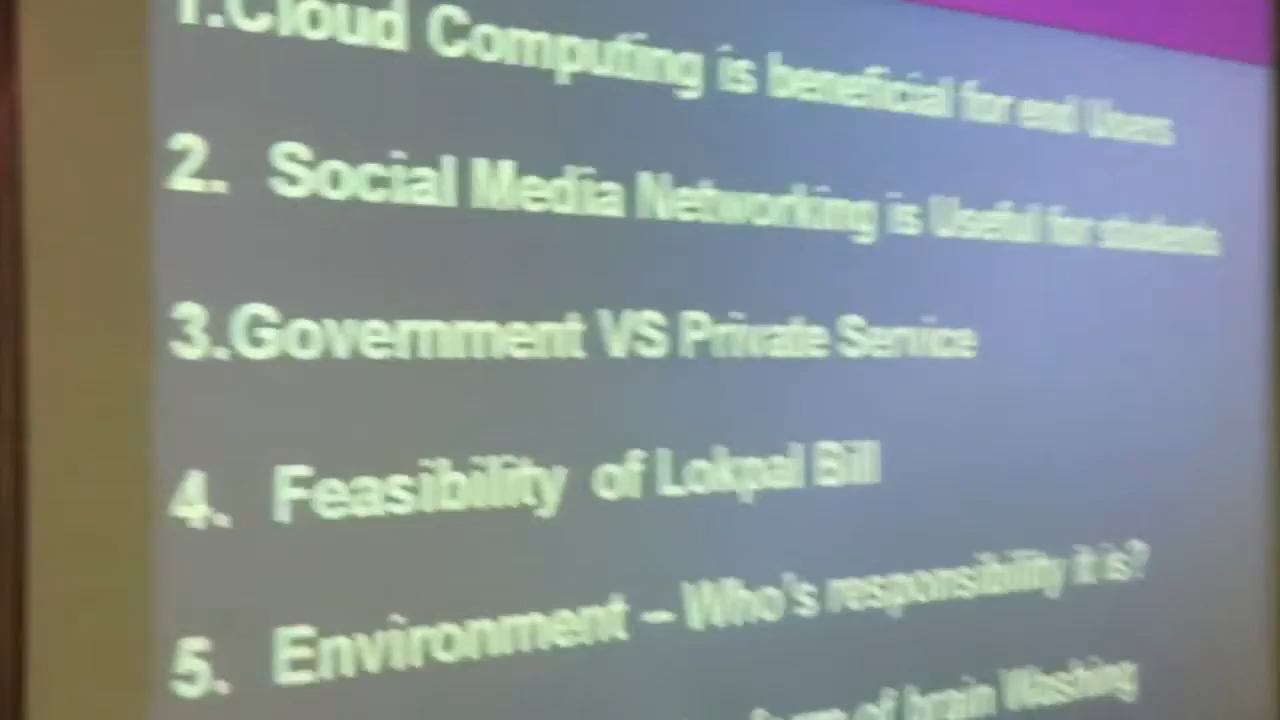 1.Cloud Computing is beneficial for end Users
2. Social Media Networking is Useful for students
3.Government VS Private Service
4. Feasibility of Lokpal Bill
5. Environment – Who's responsibility it is?
of brain Washing